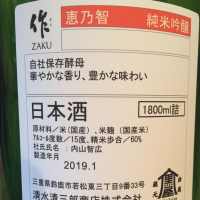 作
ZAKU
恵乃智
純米吟醸
自社保存酵母
華やかな香り、豊かな味わい
日本酒
1800ml詰
原材料/米(国産)、米麹(国産米)
アルコール度数/15度、精米歩合/60%
杜氏氏名:内山智広
製造年月
2019.1
三重県鈴鹿市若松東三丁目9番33号
清水清三郎商店株式会社